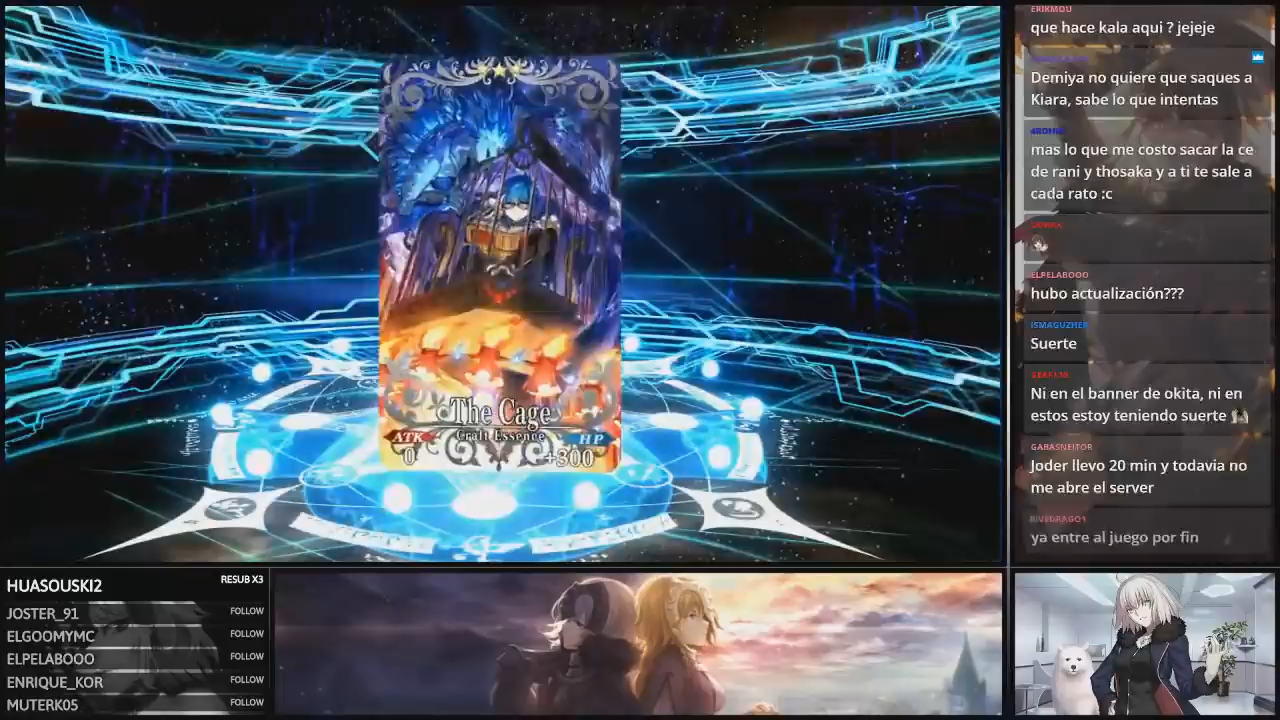 The Cage
ATK
Craft Essence
HP
0
+300
ERIKMOU
que hace kala aqui ? jejeje
Demiya no quiere que saques a
Kiara, sabe lo que intentas
mas lo que me costo sacar la ce
de rani y thosaka y a ti te sale a
cada rato :c
ELPELABOOO
hubo actualización???
ISMAGUZHER
Suerte
Ni en el banner de okita, ni en
estos estoy teniendo suerte
GABASNEITOR
Joder llevo 20 min y todavia no
me abre el server
ya entre al juego por fin
HUASOUSKI2
RESUB X3
JOSTER_91
FOLLOW
ELGOOMYMC
FOLLOW
ELPELABOOO
FOLLOW
ENRIQUE_KOR
FOLLOW
MUTERK05
FOLLOW